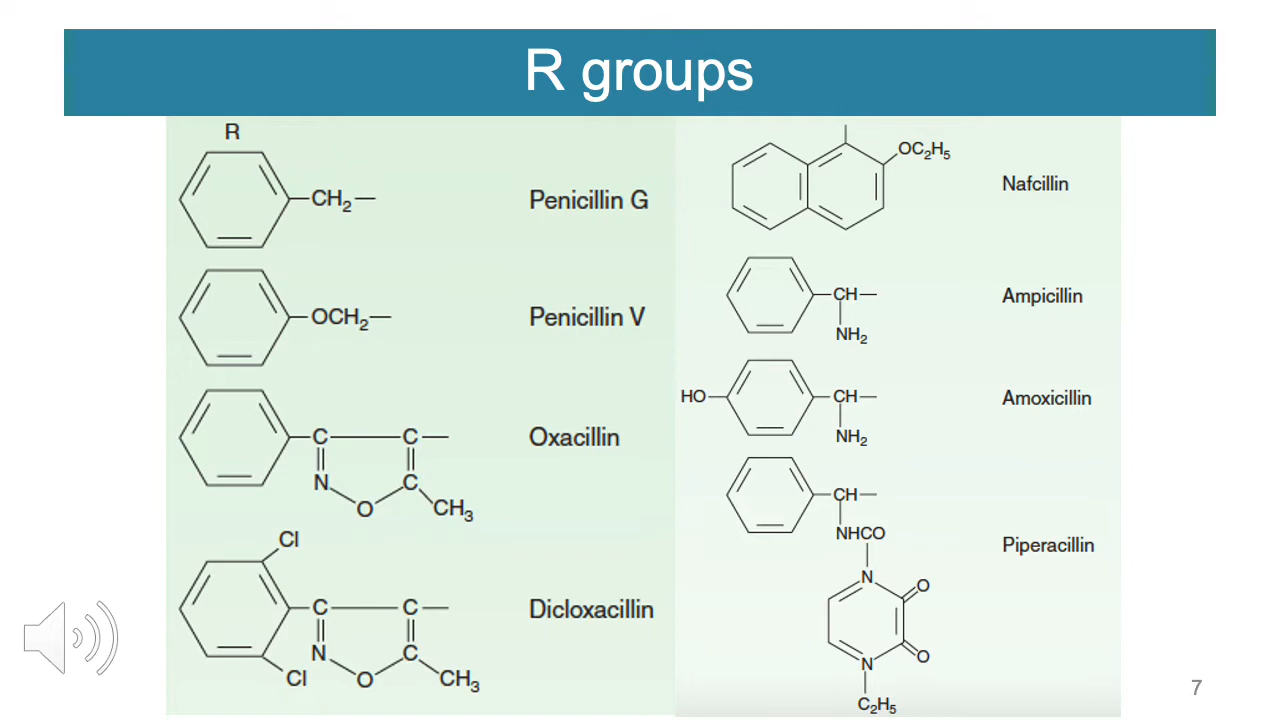 R groups
R
CH₂
Penicillin G
OCH₂
Penicillin V
C C
Oxacillin
N C
O CH₃
Cl
C C
Dicloxacillin
N C
Cl O CH₃
OC₂H₅
Nafcillin
CH
Ampicillin
NH₂
HO CH
Amoxicillin
NH₂
CH
NHCO
Piperacillin
N O
N O
C₂H₅
7